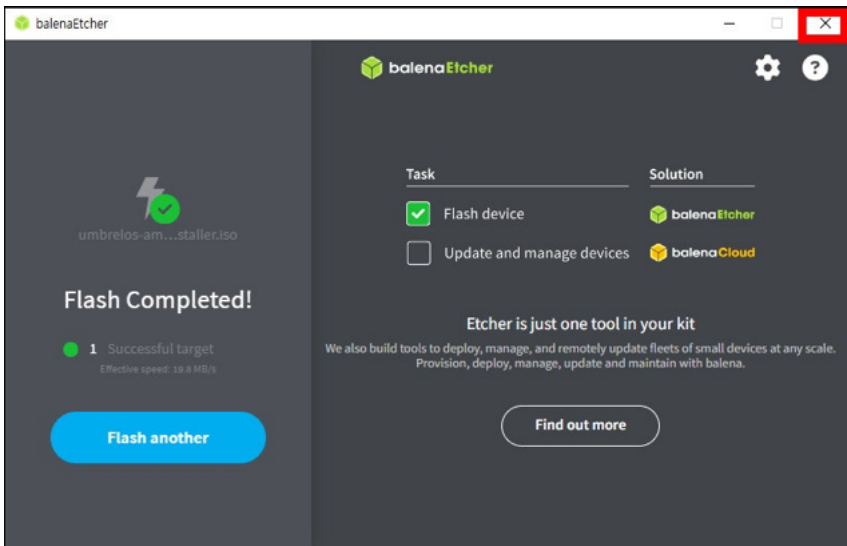 balenaEtcher
balenaEtcher
?
Task Solution
Flash device balenaEtcher
Update and manage devices balenaCloud
umbrelos-am...staller.iso
Flash Completed!
1 Successful target
Effective speed: 19.8 MB/s
Flash another
Etcher is just one tool in your kit
We also build tools to deploy, manage, and remotely update fleets of small devices at any scale.
Provision, deploy, manage, update and maintain with balena.
Find out more